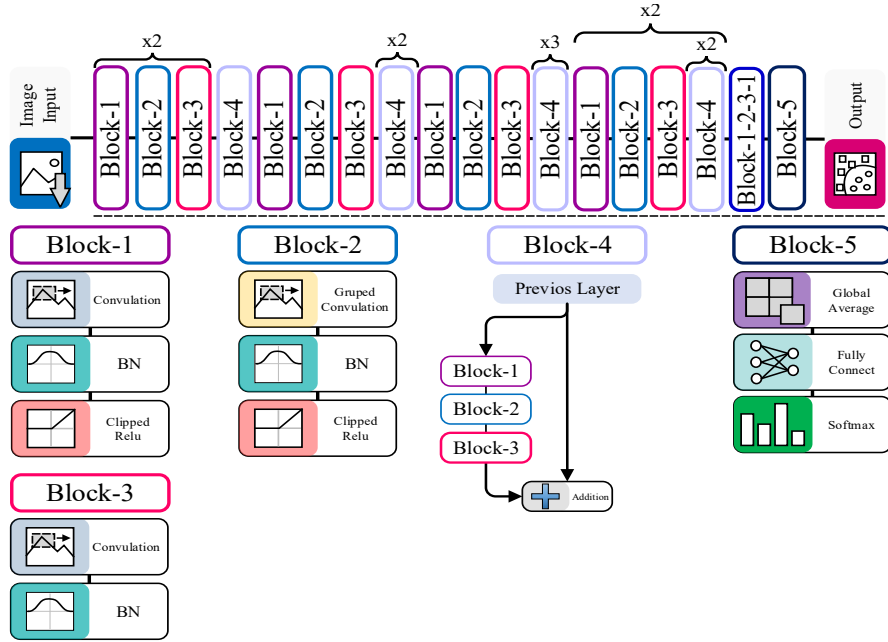 x2
x2
x2
x3
x2
Image
Input
Block-1
Block-2
Block-3
Block-4
Block-1
Block-2
Block-3
Block-4
Block-1
Block-2
Block-3
Block-4
Block-1
Block-2
Block-3
Block-4
Block-1-2-3-1
Block-5
Output
Block-1
Convulation
BN
Clipped
Relu
Block-2
Gruped
Convulation
BN
Clipped
Relu
Block-4
Previos Layer
Block-1
Block-2
Block-3
Addition
Block-5
Global
Average
Fully
Connect
Softmax
Block-3
Convulation
BN